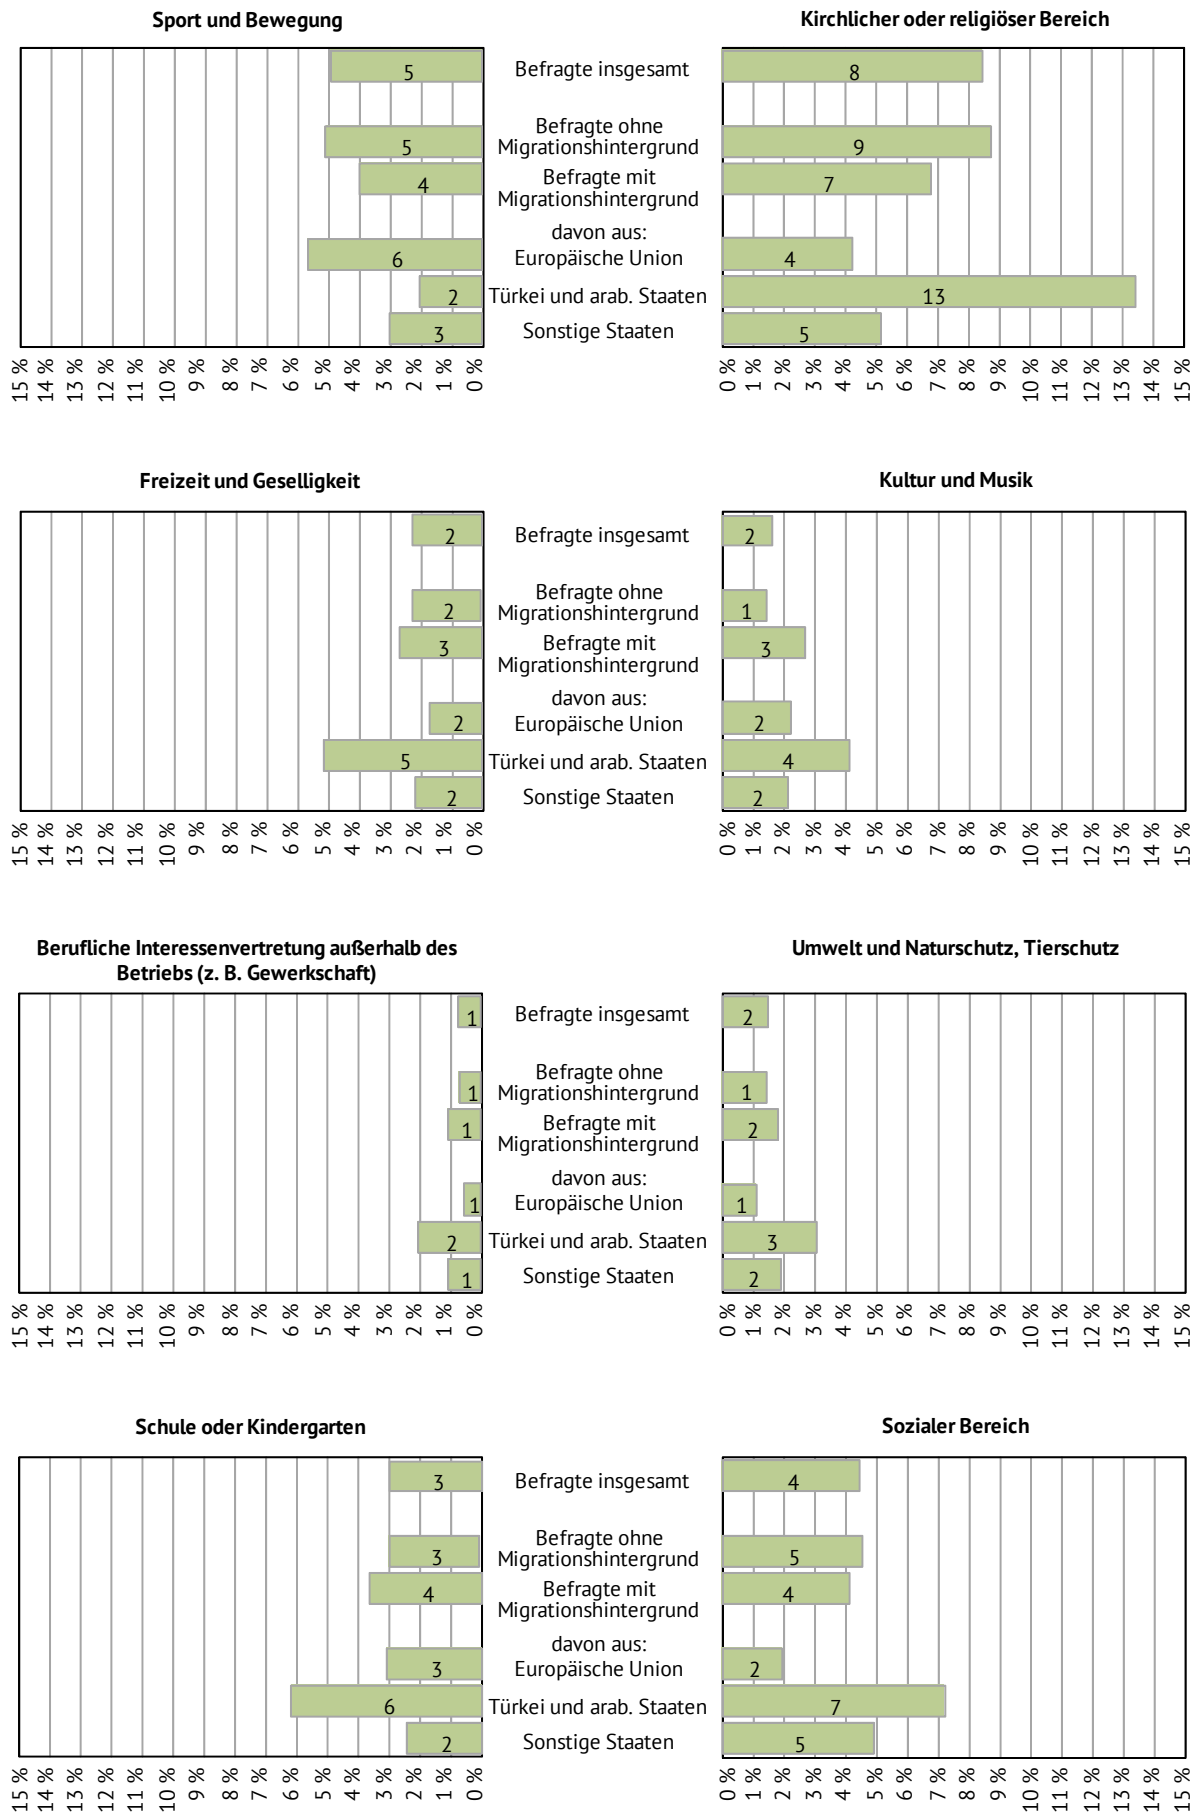 Sport und Bewegung
Kirchlicher oder religiöser Bereich
5 Befragte insgesamt 8
Befragte ohne
5 Migrationshintergrund 9
Befragte mit
4 Migrationshintergrund 7
davon aus:
6 Europäische Union 4
2 Türkei und arab. Staaten 13
3 Sonstige Staaten 5
15 % 14 % 13 % 12 % 11 % 10 % 9 % 8 % 7 % 6 % 5 % 4 % 3 % 2 % 1 % 0 %
0 % 1 % 2 % 3 % 4 % 5 % 6 % 7 % 8 % 9 % 10 % 11 % 12 % 13 % 14 % 15 %
Freizeit und Geselligkeit
Kultur und Musik
2 Befragte insgesamt 2
Befragte ohne
2 Migrationshintergrund 1
Befragte mit
3 Migrationshintergrund 3
davon aus:
2 Europäische Union 2
5 Türkei und arab. Staaten 4
2 Sonstige Staaten 2
15 % 14 % 13 % 12 % 11 % 10 % 9 % 8 % 7 % 6 % 5 % 4 % 3 % 2 % 1 % 0 %
0 % 1 % 2 % 3 % 4 % 5 % 6 % 7 % 8 % 9 % 10 % 11 % 12 % 13 % 14 % 15 %
Berufliche Interessenvertretung außerhalb des
Betriebs (z. B. Gewerkschaft)
Umwelt und Naturschutz, Tierschutz
1 Befragte insgesamt 2
Befragte ohne
1 Migrationshintergrund 1
Befragte mit
1 Migrationshintergrund 2
davon aus:
1 Europäische Union 1
2 Türkei und arab. Staaten 3
1 Sonstige Staaten 2
15 % 14 % 13 % 12 % 11 % 10 % 9 % 8 % 7 % 6 % 5 % 4 % 3 % 2 % 1 % 0 %
0 % 1 % 2 % 3 % 4 % 5 % 6 % 7 % 8 % 9 % 10 % 11 % 12 % 13 % 14 % 15 %
Schule oder Kindergarten
Sozialer Bereich
3 Befragte insgesamt 4
Befragte ohne
3 Migrationshintergrund 5
Befragte mit
4 Migrationshintergrund 4
davon aus:
3 Europäische Union 2
6 Türkei und arab. Staaten 7
2 Sonstige Staaten 5
15 % 14 % 13 % 12 % 11 % 10 % 9 % 8 % 7 % 6 % 5 % 4 % 3 % 2 % 1 % 0 %
0 % 1 % 2 % 3 % 4 % 5 % 6 % 7 % 8 % 9 % 10 % 11 % 12 % 13 % 14 % 15 %